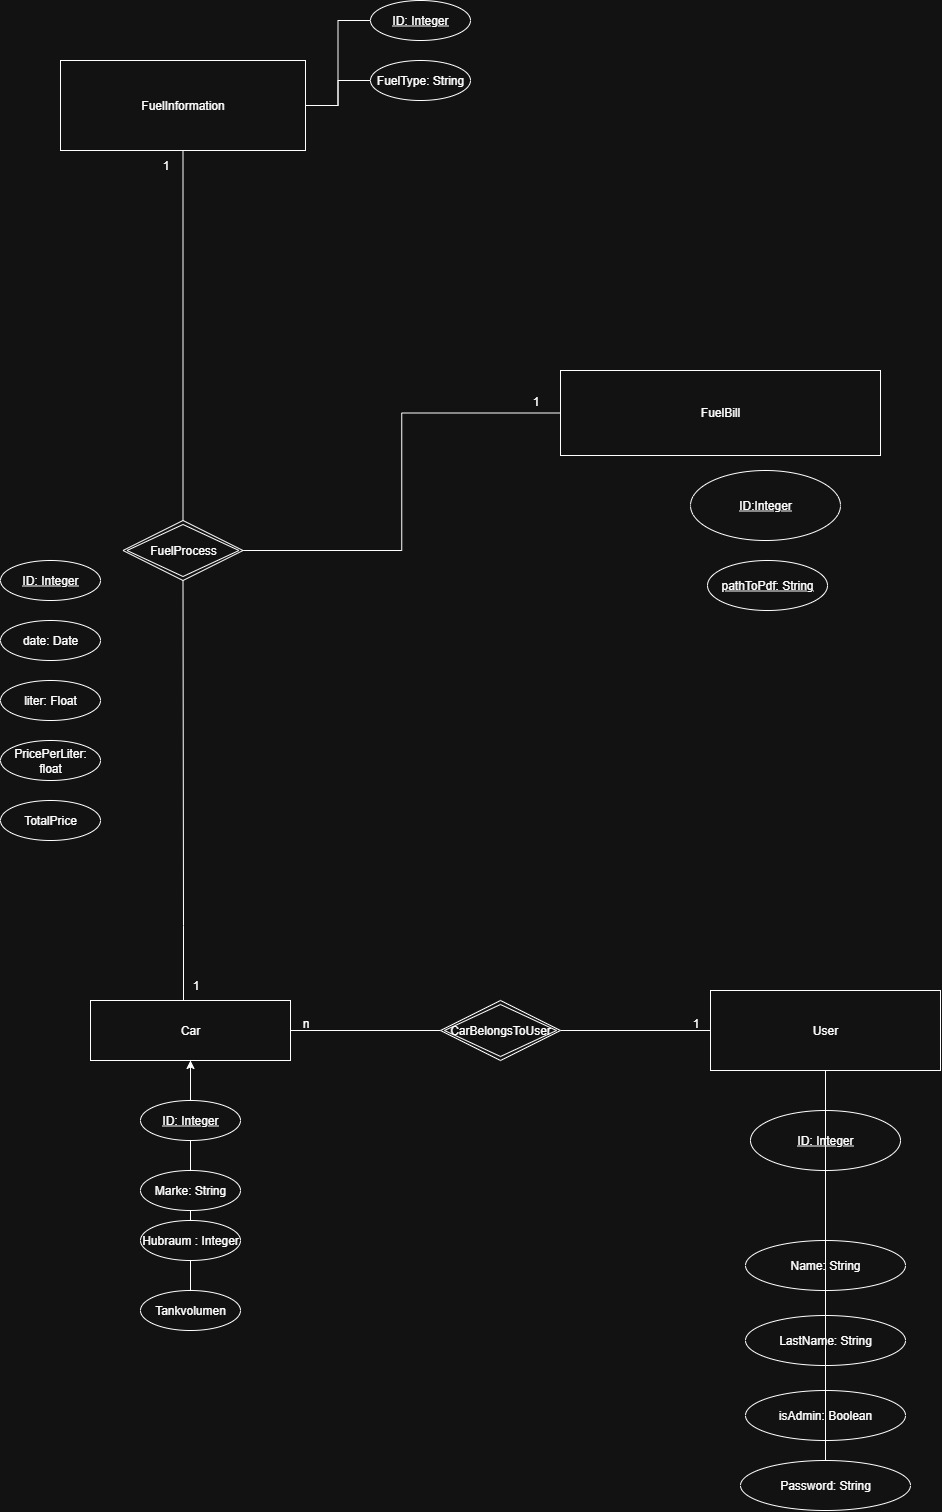 ID: Integer
FuelType: String
FuelInformation
1
1
FuelBill
ID:Integer
pathToPdf: String
FuelProcess
ID: Integer
date: Date
liter: Float
PricePerLiter:
float
TotalPrice
1
Car
n
CarBelongsToUser
1
User
ID: Integer
Marke: String
Hubraum : Integer
Tankvolumen
ID: Integer
Name: String
LastName: String
isAdmin: Boolean
Password: String